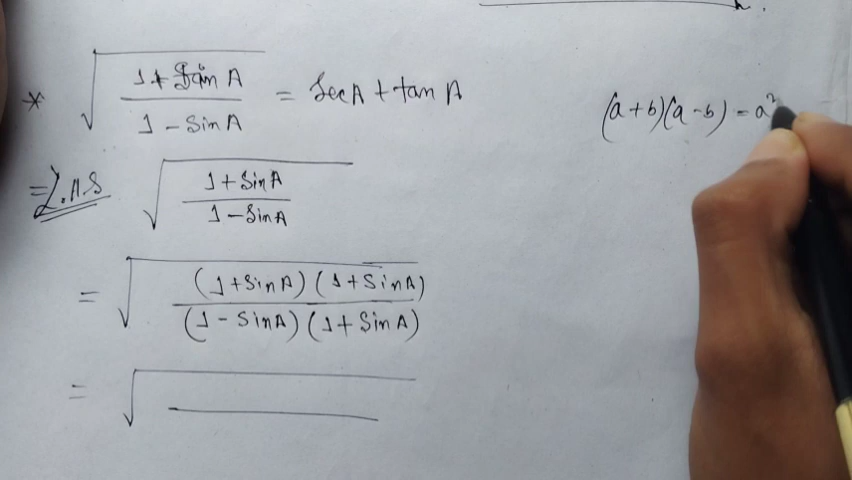 * √((1 + Sin A)/(1 - Sin A)) = Sec A + tan A
(a + b)(a - b) = a²
= L.H.S √((1 + Sin A)/(1 - Sin A))
= √(((1 + Sin A) (1 + Sin A))/((1 - Sin A) (1 + Sin A)))
= √